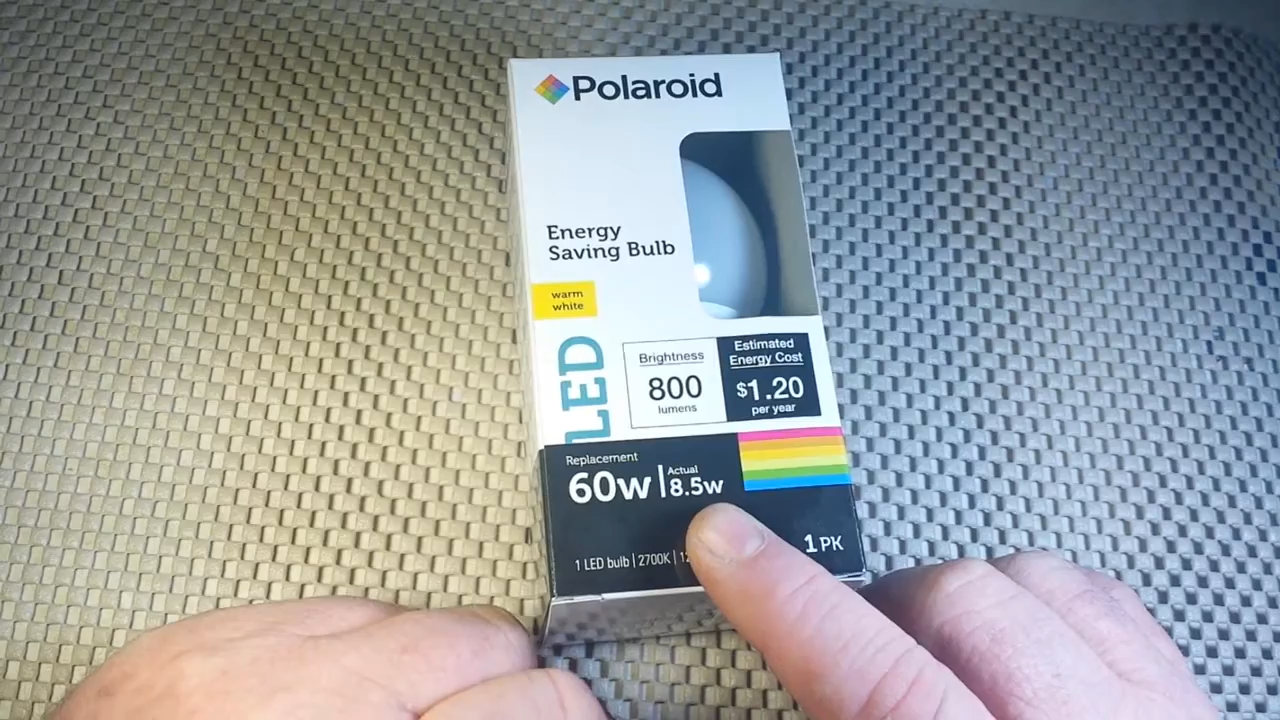 Polaroid
Energy
Saving Bulb
warm
white
LED
Brightness
800
lumens
Estimated
Energy Cost
$1.20
per year
Replacement
60w
Actual
8.5w
1 LED bulb | 2700K |
1 PK